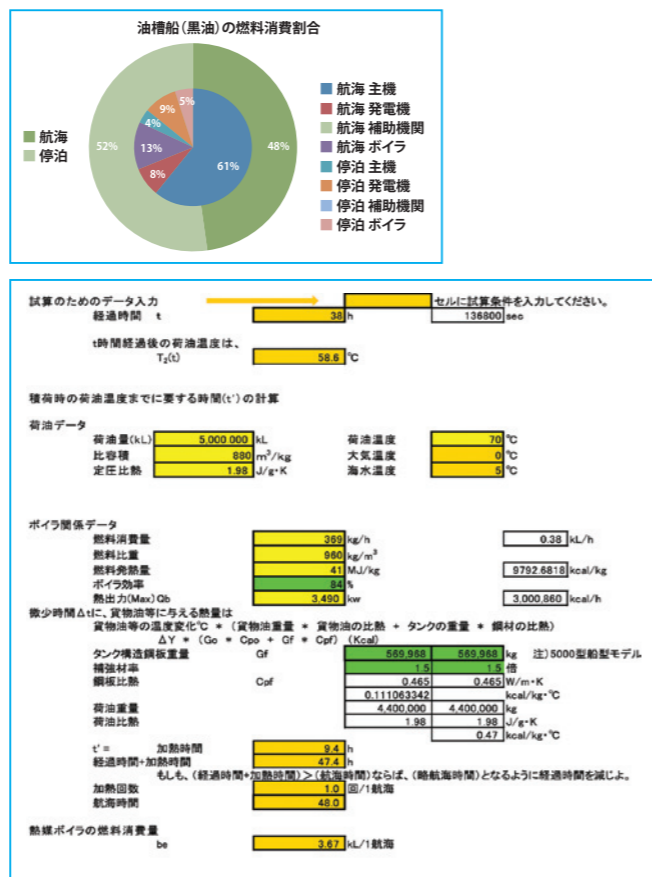 油槽船（黒油）の燃料消費割合
航海
停泊
52%
48%
61%
8%
13%
4%
9%
5%
航海 主機
航海 発電機
航海 補助機関
航海 ボイラ
停泊 主機
停泊 発電機
停泊 補助機関
停泊 ボイラ
試算のためのデータ入力 セルに試算条件を入力してください。
経過時間 t 38 h 136800 sec
t時間経過後の荷油温度は、
T₂(t) 58.6 ℃
積荷時の荷油温度までに要する時間(t')の計算
荷油データ
荷油量(kL) 5,000.000 kL 荷油温度 70 ℃
比容積 880 m³/kg 大気温度 0 ℃
定圧比熱 1.98 J/g・K 海水温度 5 ℃
ボイラ関係データ
燃料消費量 369 kg/h 0.38 kL/h
燃料比重 960 kg/m³
燃料発熱量 41 MJ/kg 9792.6818 kcal/kg
ボイラ効率 84 %
熱出力(Max) Qb 3,490 kw 3,000,860 kcal/h
微少時間Δtに、貨物油等に与える熱量は
貨物油等の温度変化℃ * (貨物油重量 * 貨物油の比熱 + タンクの重量 * 鋼材の比熱)
ΔY * (Go * Cpo + Gf * Cpf) (Kcal)
タンク構造鋼板重量 Gf 569,968 569,968 kg 注)5000型船型モデル
補強材率 1.5 1.5 倍
鋼板比熱 Cpf 0.465 0.465 W/m・K
0.111063342 kcal/kg・℃
荷油重量 4,400,000 4,400,000 kg
荷油比熱 1.98 1.98 J/g・K
0.47 kcal/kg・℃
t' = 加熱時間 9.4 h
経過時間+加熱時間 47.4 h
もしも、(経過時間+加熱時間)＞(航海時間)ならば、(略航海時間)となるように経過時間を減じよ。
加熱回数 1.0 回/1航海
航海時間 48.0
熱媒ボイラの燃料消費量
be 3.67 kL/1航海